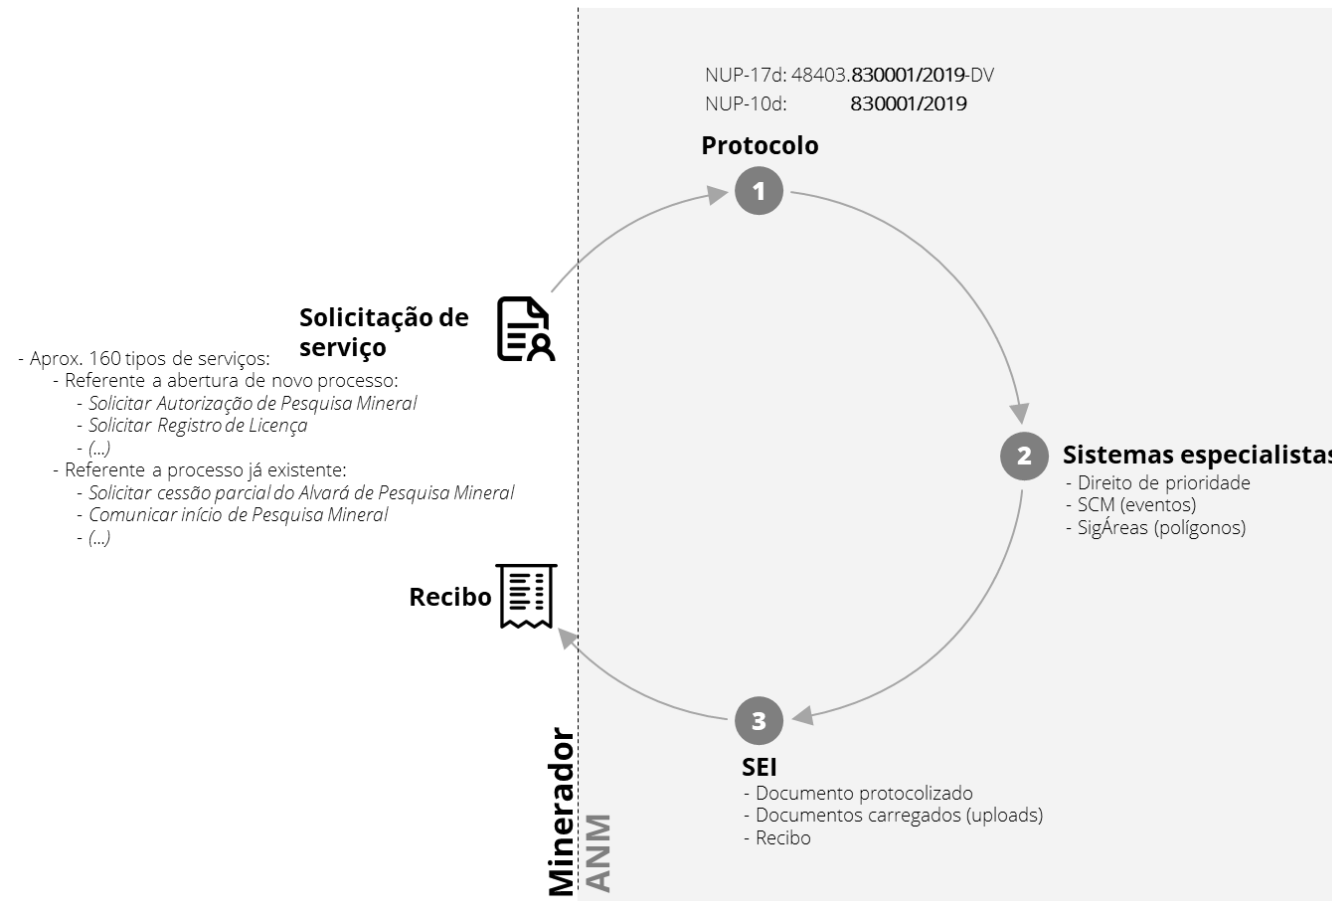 NUP-17d: 48403.830001/2019-DV
NUP-10d: 830001/2019
Protocolo
1
Solicitação de
serviço
- Aprox. 160 tipos de serviços:
- Referente a abertura de novo processo:
- Solicitar Autorização de Pesquisa Mineral
- Solicitar Registro de Licença
- (...)
- Referente a processo já existente:
- Solicitar cessão parcial do Alvará de Pesquisa Mineral
- Comunicar início de Pesquisa Mineral
- (...)
2
Sistemas especialistas
- Direito de prioridade
- SCM (eventos)
- SigÁreas (polígonos)
Recibo
3
SEI
- Documento protocolizado
- Documentos carregados (uploads)
- Recibo
Minerador
ANM